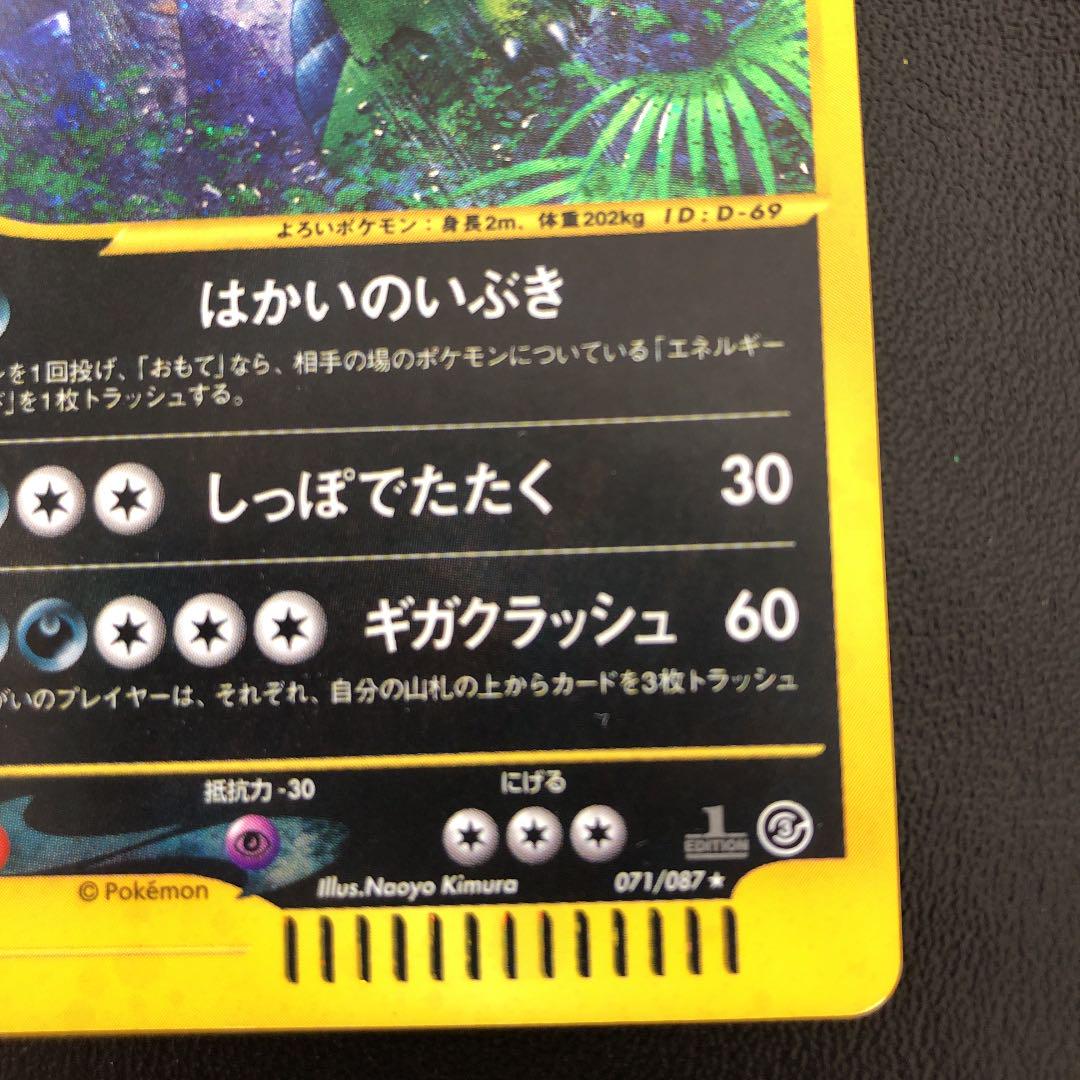 よろいポケモン：身長2m、体重202kg ID：D-69
はかいのいぶき
を1回投げ、「おもて」なら、相手の場のポケモンについている「エネルギー
」を1枚トラッシュする。
しっぽでたたく 30
ギガクラッシュ 60
がいのプレイヤーは、それぞれ、自分の山札の上からカードを3枚トラッシュ
抵抗力 -30 にげる
1 EDITION 3
© Pokémon Illus.Naoyo Kimura 071/087★